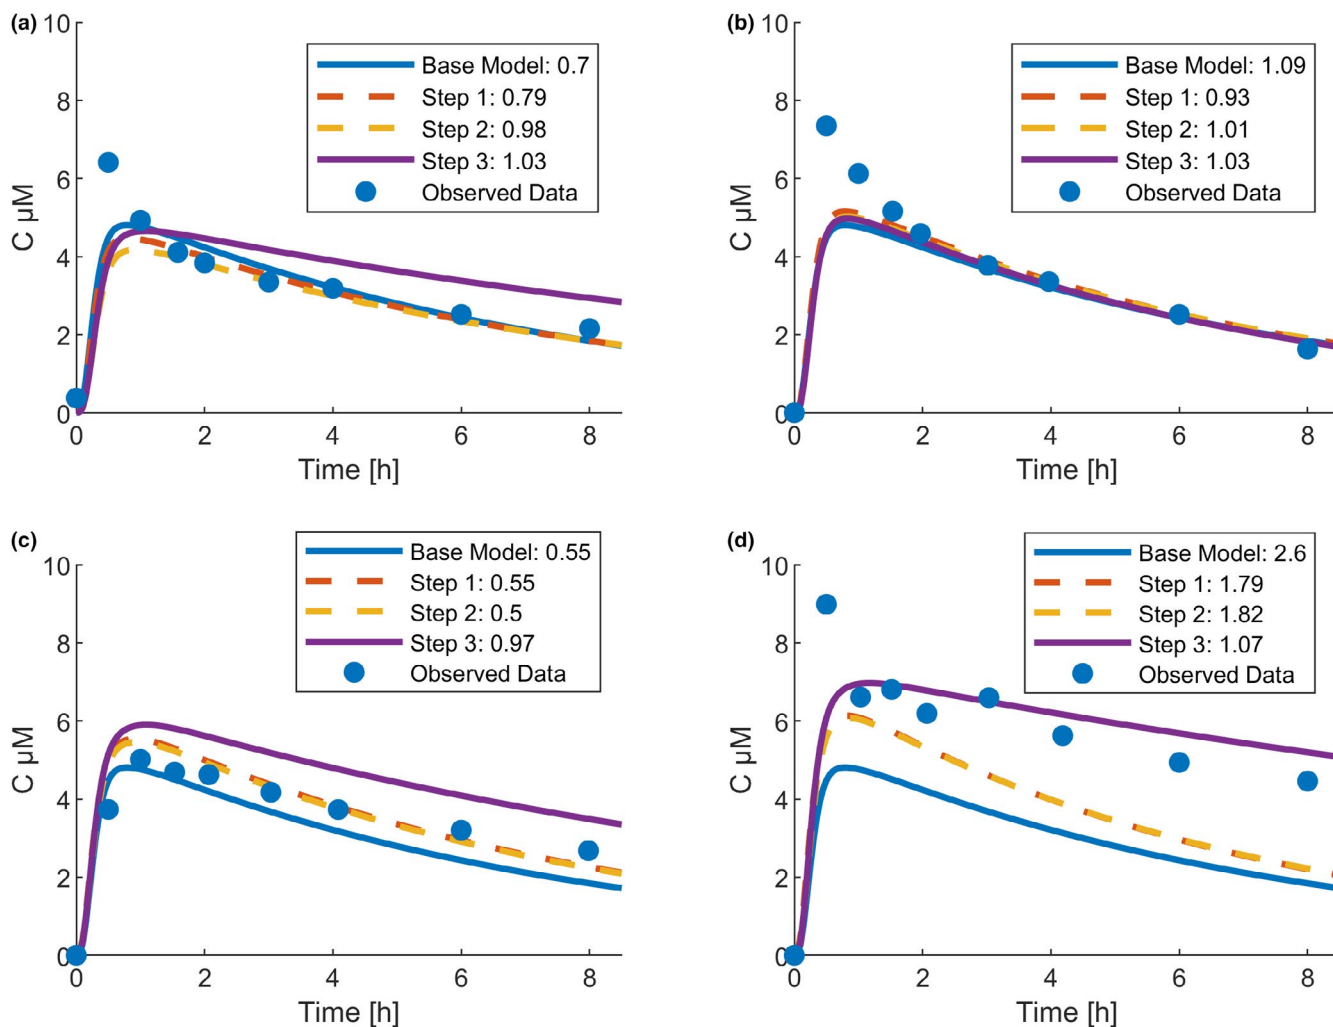 (a)
10
8
6
4
2
0
C μM
Base Model: 0.7
Step 1: 0.79
Step 2: 0.98
Step 3: 1.03
Observed Data
0 2 4 6 8
Time [h]
(b)
10
8
6
4
2
0
C μM
Base Model: 1.09
Step 1: 0.93
Step 2: 1.01
Step 3: 1.03
Observed Data
0 2 4 6 8
Time [h]
(c)
10
8
6
4
2
0
C μM
Base Model: 0.55
Step 1: 0.55
Step 2: 0.5
Step 3: 0.97
Observed Data
0 2 4 6 8
Time [h]
(d)
10
8
6
4
2
0
C μM
Base Model: 2.6
Step 1: 1.79
Step 2: 1.82
Step 3: 1.07
Observed Data
0 2 4 6 8
Time [h]